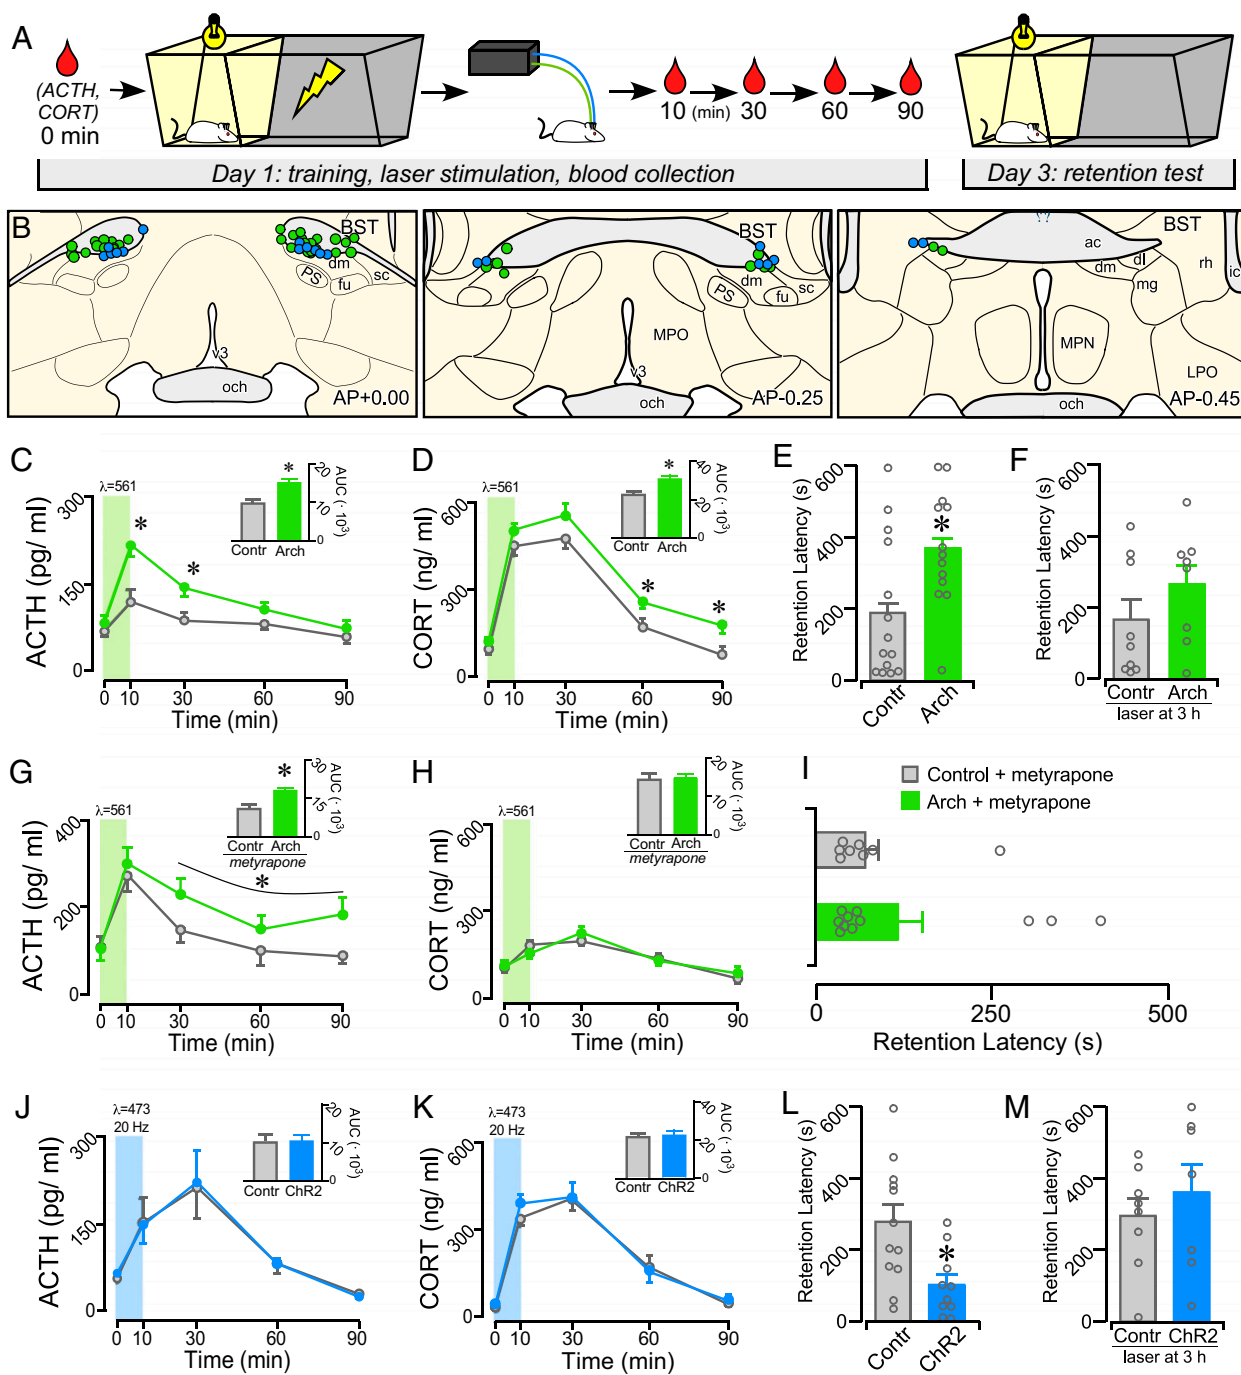 A
(ACTH,
CORT)
0 min
10 (min) 30 60 90
Day 1: training, laser stimulation, blood collection
Day 3: retention test
B
BST
dm
PS
fu
sc
v3
och
AP+0.00
BST
dm
sc
PS
fu
MPO
v3
och
AP-0.25
BST
ac
dl
dm
rh
ic
mg
MPN
LPO
och
AP-0.45
C
λ=561
300
150
0
ACTH (pg/ ml)
0 10 30 60 90
Time (min)
*
*
*
20
10
0
AUC (· 10³)
Contr Arch
D
λ=561
600
300
0
CORT (ng/ ml)
0 10 30 60 90
Time (min)
*
*
*
40
20
0
AUC (· 10³)
Contr Arch
E
600
400
200
0
Retention Latency (s)
*
Contr Arch
F
600
400
200
0
Retention Latency (s)
Contr Arch
laser at 3 h
G
λ=561
400
200
0
ACTH (pg/ ml)
0 10 30 60 90
Time (min)
*
*
30
15
0
AUC (· 10³)
Contr Arch
metyrapone
H
λ=561
600
300
0
CORT (ng/ ml)
0 10 30 60 90
Time (min)
20
10
0
AUC (· 10³)
Contr Arch
metyrapone
I
Control + metyrapone
Arch + metyrapone
0 250 500
Retention Latency (s)
J
λ=473
20 Hz
300
150
0
ACTH (pg/ ml)
0 10 30 60 90
Time (min)
20
10
0
AUC (· 10³)
Contr ChR2
K
λ=473
20 Hz
600
300
0
CORT (ng/ ml)
0 10 30 60 90
Time (min)
40
20
0
AUC (· 10³)
Contr ChR2
L
600
400
200
0
Retention Latency (s)
*
Contr ChR2
M
600
400
200
0
Retention Latency (s)
Contr ChR2
laser at 3 h